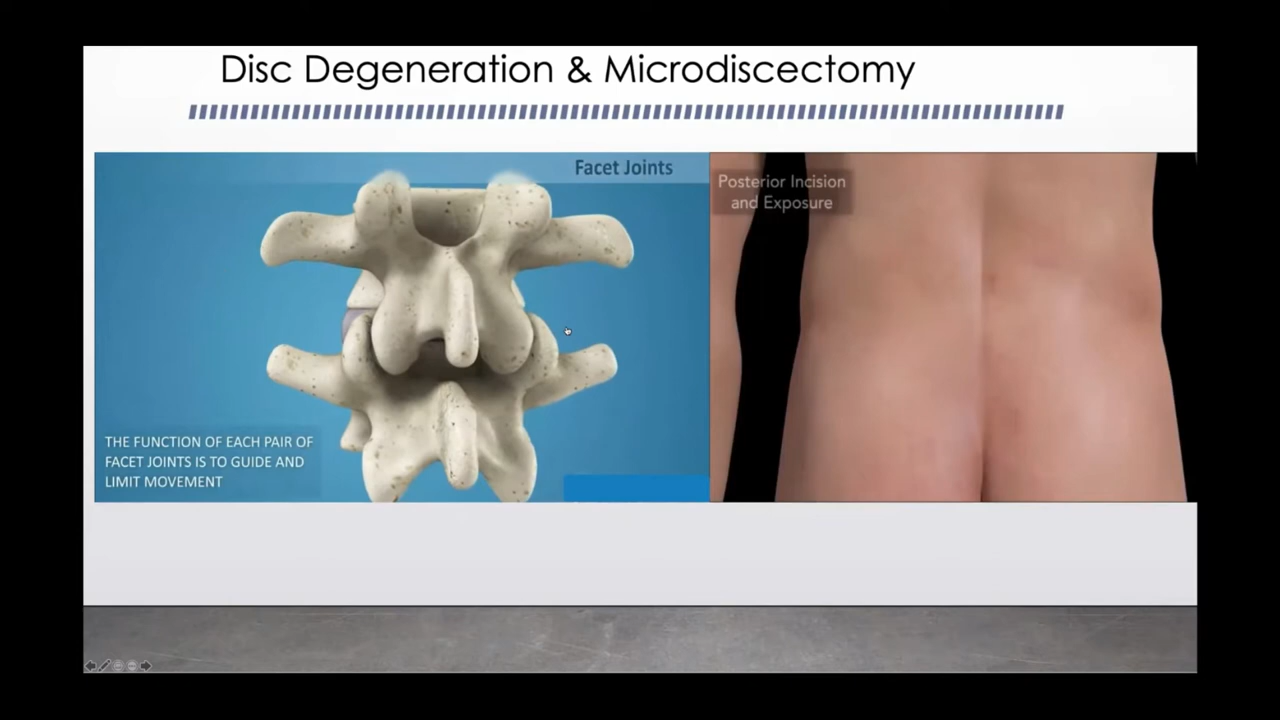 Disc Degeneration & Microdiscectomy
Facet Joints
THE FUNCTION OF EACH PAIR OF
FACET JOINTS IS TO GUIDE AND
LIMIT MOVEMENT
Posterior Incision
and Exposure